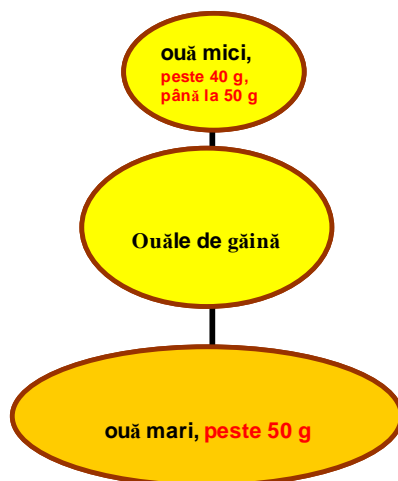 ouă mici,
peste 40 g,
până la 50 g
Ouăle de găină
ouă mari, peste 50 g